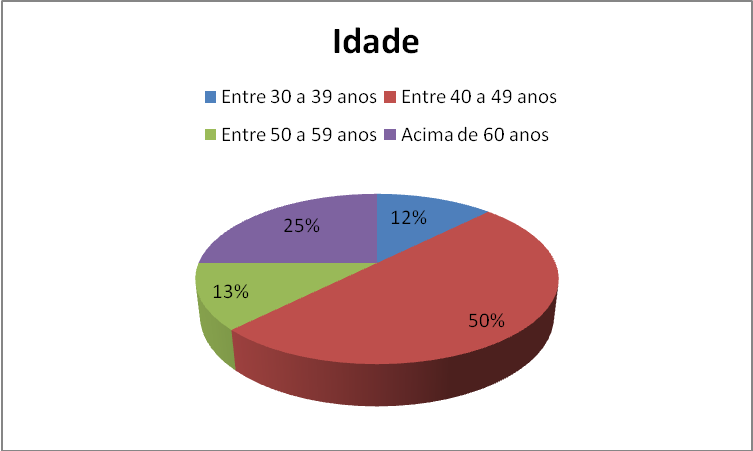 Idade
Entre 30 a 39 anos Entre 40 a 49 anos
Entre 50 a 59 anos Acima de 60 anos
12%
25%
13%
50%